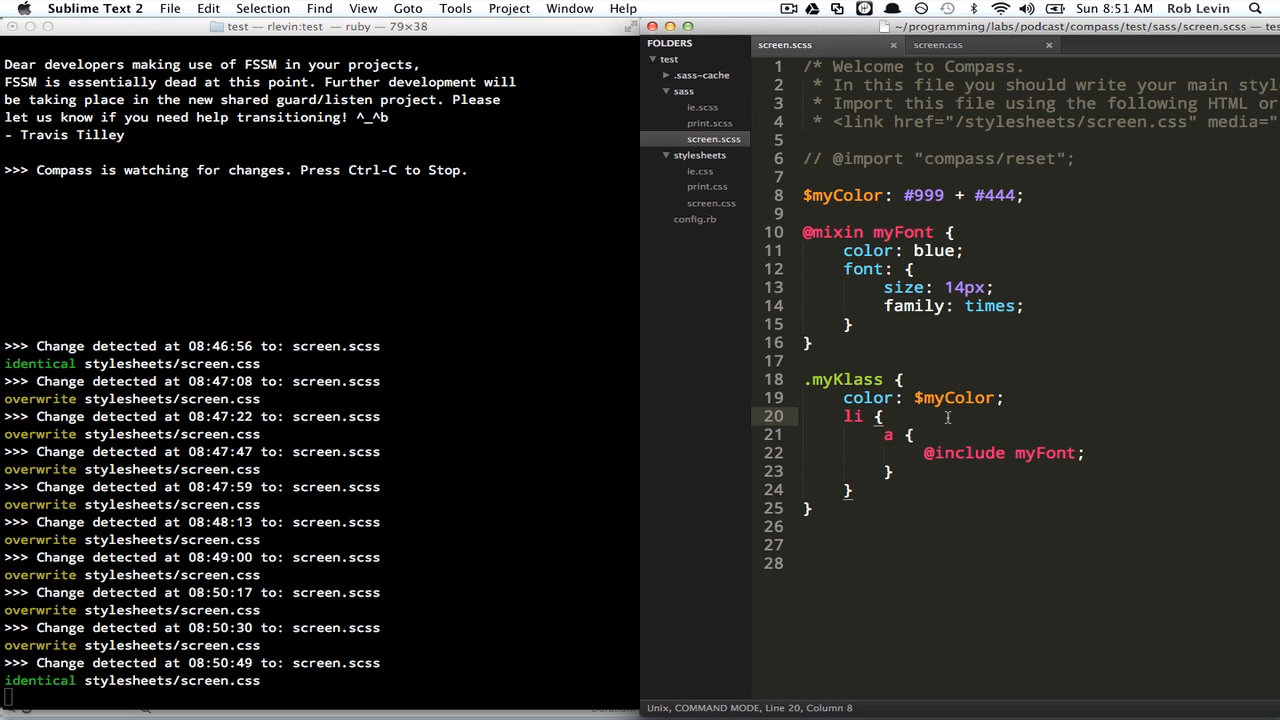 Sublime Text 2 File Edit Selection Find View Goto Tools Project Window Help Sun 8:51 AM Rob Levin
test — rlevin:test — ruby — 79×38
Dear developers making use of FSSM in your projects,
FSSM is essentially dead at this point. Further development will
be taking place in the new shared guard/listen project. Please
let us know if you need help transitioning! ^_^b
- Travis Tilley
>>> Compass is watching for changes. Press Ctrl-C to Stop.
>>> Change detected at 08:46:56 to: screen.scss
identical stylesheets/screen.css
>>> Change detected at 08:47:08 to: screen.scss
overwrite stylesheets/screen.css
>>> Change detected at 08:47:22 to: screen.scss
overwrite stylesheets/screen.css
>>> Change detected at 08:47:47 to: screen.scss
overwrite stylesheets/screen.css
>>> Change detected at 08:47:59 to: screen.scss
overwrite stylesheets/screen.css
>>> Change detected at 08:48:13 to: screen.scss
overwrite stylesheets/screen.css
>>> Change detected at 08:49:00 to: screen.scss
overwrite stylesheets/screen.css
>>> Change detected at 08:50:17 to: screen.scss
overwrite stylesheets/screen.css
>>> Change detected at 08:50:30 to: screen.scss
overwrite stylesheets/screen.css
>>> Change detected at 08:50:49 to: screen.scss
identical stylesheets/screen.css
~/programming/labs/podcast/compass/test/sass/screen.scss — tes
FOLDERS
test
.sass-cache
sass
ie.scss
print.scss
screen.scss
stylesheets
ie.css
print.css
screen.css
config.rb
screen.scss screen.css
1 /* Welcome to Compass.
2 * In this file you should write your main styl
3 * Import this file using the following HTML or
4 * <link href="/stylesheets/screen.css" media="
5
6 // @import "compass/reset";
7
8 $myColor: #999 + #444;
9
10 @mixin myFont {
11 color: blue;
12 font: {
13 size: 14px;
14 family: times;
15 }
16 }
17
18 .myKlass {
19 color: $myColor;
20 li {
21 a {
22 @include myFont;
23 }
24 }
25 }
26
27
28
Unix, COMMAND MODE, Line 20, Column 8